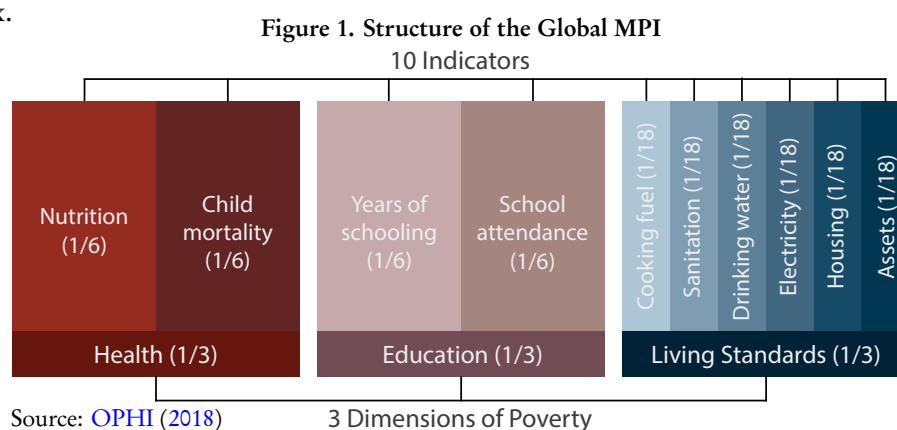 x.
Figure 1. Structure of the Global MPI
10 Indicators
Nutrition
(1/6)
Child
mortality
(1/6)
Years of
schooling
(1/6)
School
attendance
(1/6)
Cooking fuel (1/18)
Sanitation (1/18)
Drinking water (1/18)
Electricity (1/18)
Housing (1/18)
Assets (1/18)
Health (1/3)
Education (1/3)
Living Standards (1/3)
Source: OPHI (2018)
3 Dimensions of Poverty